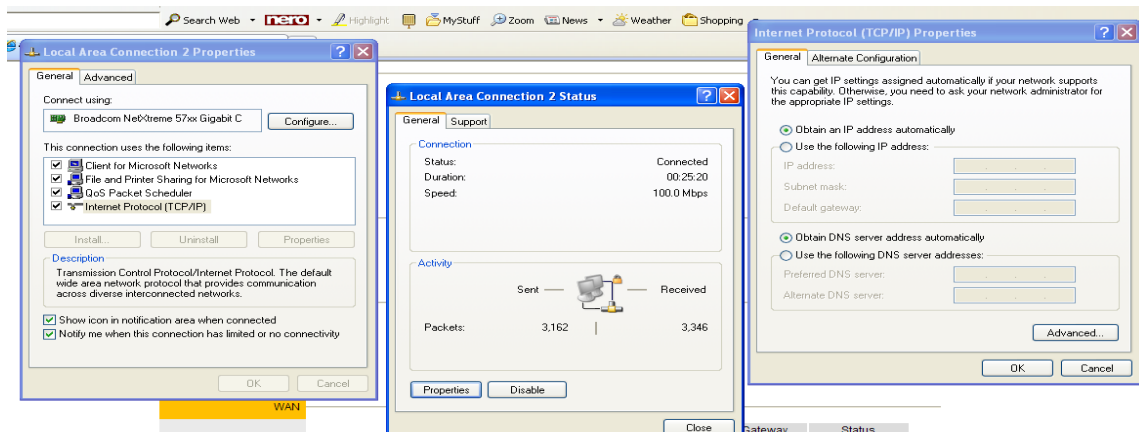 Search Web nero Highlight MyStuff Zoom News Weather Shopping
Local Area Connection 2 Properties
General Advanced
Connect using:
Broadcom NetXtreme 57xx Gigabit C Configure...
This connection uses the following items:
Client for Microsoft Networks
File and Printer Sharing for Microsoft Networks
QoS Packet Scheduler
Internet Protocol (TCP/IP)
Install... Uninstall Properties
Description
Transmission Control Protocol/Internet Protocol. The default
wide area network protocol that provides communication
across diverse interconnected networks.
Show icon in notification area when connected
Notify me when this connection has limited or no connectivity
OK Cancel
WAN
Local Area Connection 2 Status
General Support
Connection
Status: Connected
Duration: 00:25:20
Speed: 100.0 Mbps
Activity
Sent Received
Packets: 3,162 3,346
Properties Disable
Close
Internet Protocol (TCP/IP) Properties
General Alternate Configuration
You can get IP settings assigned automatically if your network supports
this capability. Otherwise, you need to ask your network administrator for
the appropriate IP settings.
Obtain an IP address automatically
Use the following IP address:
IP address:
Subnet mask:
Default gateway:
Obtain DNS server address automatically
Use the following DNS server addresses:
Preferred DNS server:
Alternate DNS server:
Advanced...
OK Cancel
Gateway Status